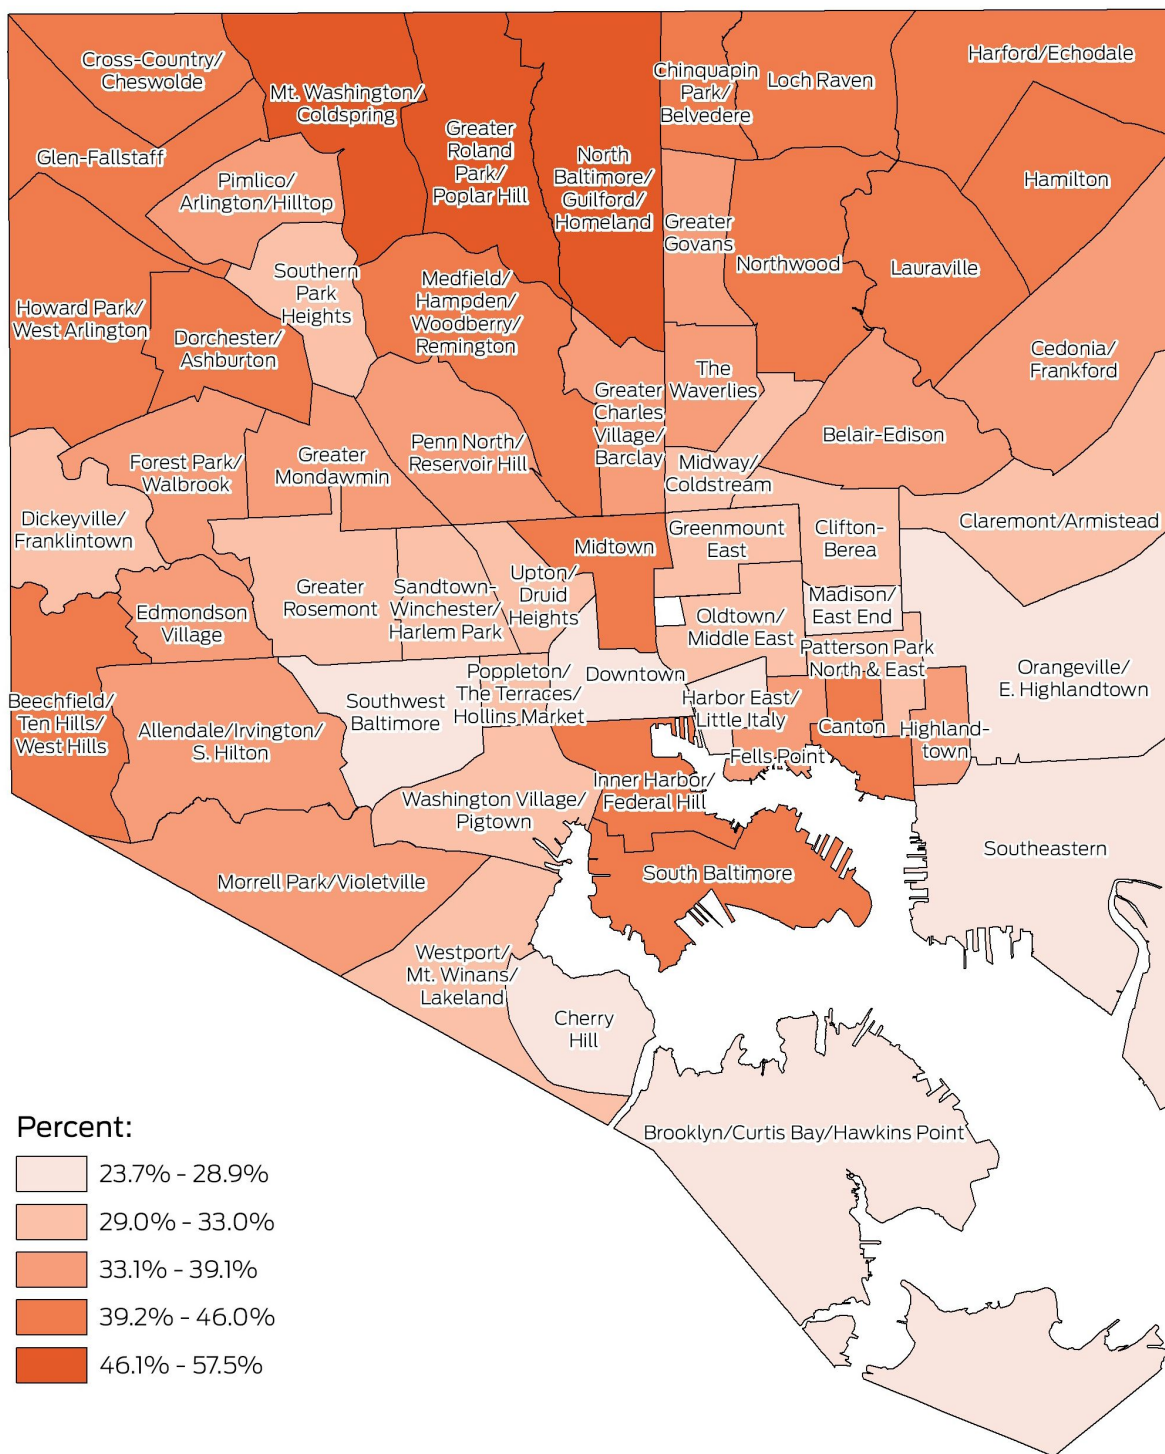 Cross-Country/
Cheswolde
Mt. Washington/
Coldspring
Greater
Roland
Park/
Poplar Hill
North
Baltimore/
Guilford/
Homeland
Chinquapin
Park/
Belvedere
Loch Raven
Harford/Echodale
Glen-Fallstaff
Pimlico/
Arlington/Hilltop
Hamilton
Greater
Govans
Northwood
Lauraville
Southern
Park
Heights
Medfield/
Hampden/
Woodberry/
Remington
Howard Park/
West Arlington
Dorchester/
Ashburton
Cedonia/
Frankford
The
Waverlies
Greater
Charles
Village/
Barclay
Belair-Edison
Penn North/
Reservoir Hill
Greater
Mondawmin
Forest Park/
Walbrook
Midway/
Coldstream
Dickeyville/
Franklintown
Claremont/Armistead
Greenmount
East
Clifton-
Berea
Midtown
Upton/
Druid
Heights
Greater
Rosemont
Sandtown-
Winchester/
Harlem Park
Madison/
East End
Edmondson
Village
Oldtown/
Middle East
Patterson Park
North & East
Orangeville/
E. Highlandtown
Poppleton/
The Terraces/
Hollins Market
Downtown
Southwest
Baltimore
Harbor East/
Little Italy
Beechfield/
Ten Hills/
West Hills
Allendale/Irvington/
S. Hilton
Canton
Highland-
town
Fells Point
Inner Harbor/
Federal Hill
Washington Village/
Pigtown
Southeastern
South Baltimore
Morrell Park/Violetville
Westport/
Mt. Winans/
Lakeland
Cherry
Hill
Brooklyn/Curtis Bay/Hawkins Point
Percent:
23.7% - 28.9%
29.0% - 33.0%
33.1% - 39.1%
39.2% - 46.0%
46.1% - 57.5%